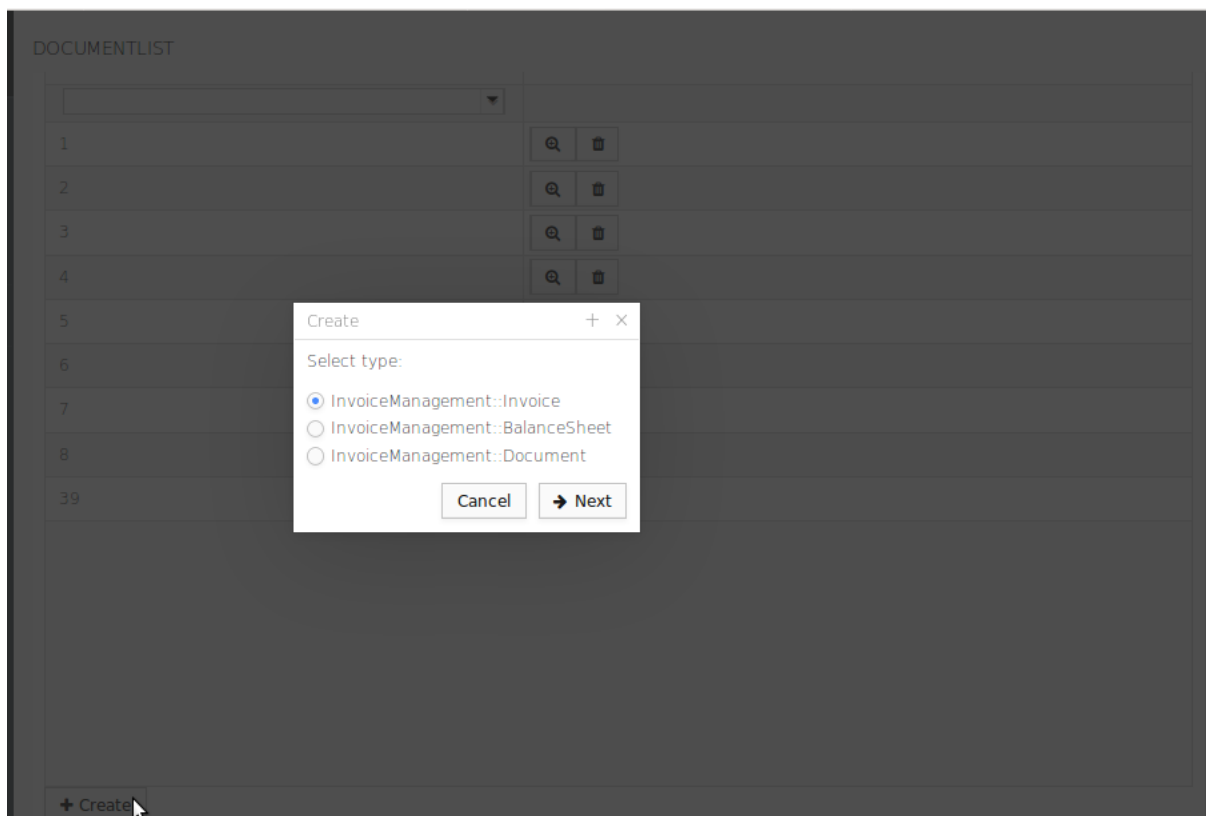 DOCUMENTLIST
1
2
3
4
5
6
7
8
39
Create
Select type:
InvoiceManagement::Invoice
InvoiceManagement::BalanceSheet
InvoiceManagement::Document
Cancel
Next
Create